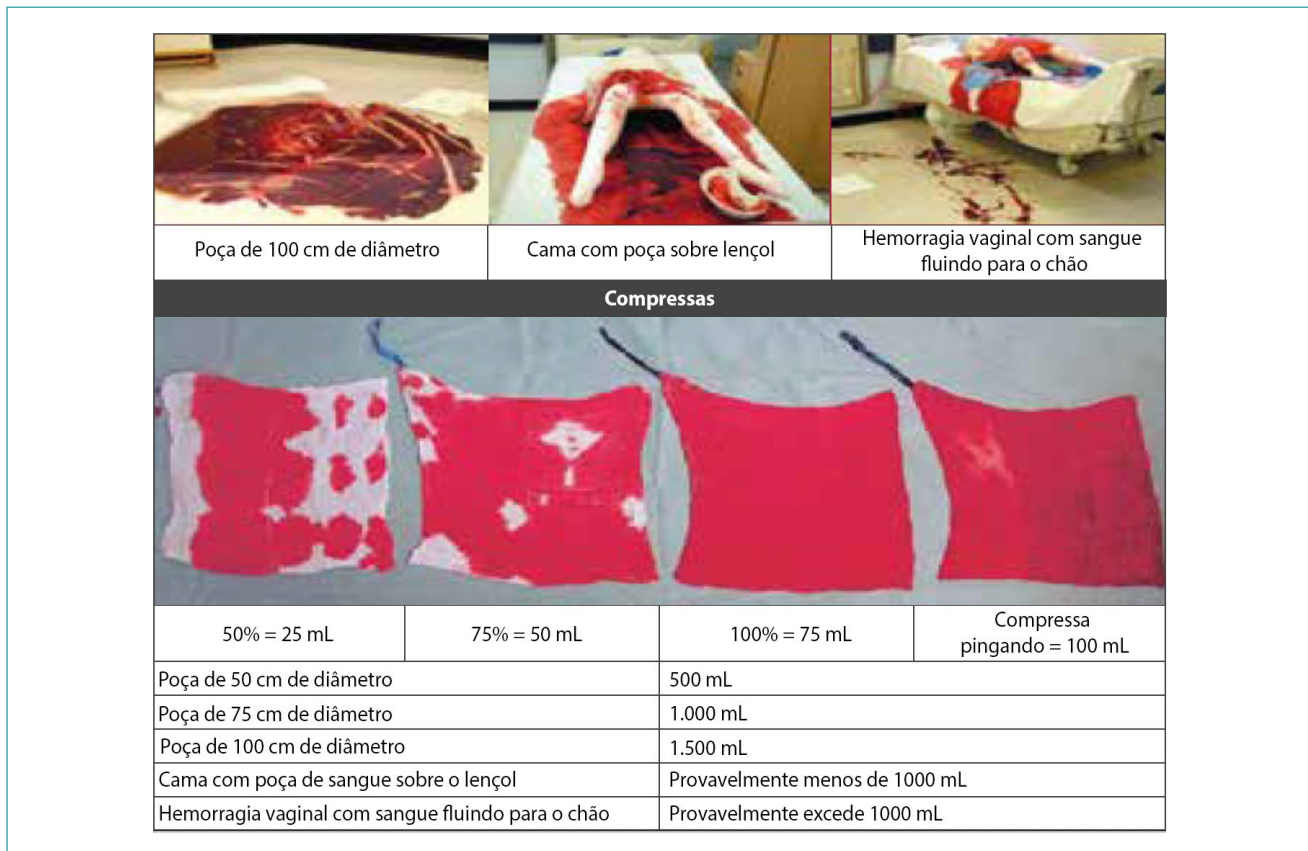 Poça de 100 cm de diâmetro
Cama com poça sobre lençol
Hemorragia vaginal com sangue
fluindo para o chão
Compressas
50% = 25 mL
75% = 50 mL
100% = 75 mL
Compressa
pingando = 100 mL
Poça de 50 cm de diâmetro 500 mL
Poça de 75 cm de diâmetro 1.000 mL
Poça de 100 cm de diâmetro 1.500 mL
Cama com poça de sangue sobre o lençol Provavelmente menos de 1000 mL
Hemorragia vaginal com sangue fluindo para o chão Provavelmente excede 1000 mL